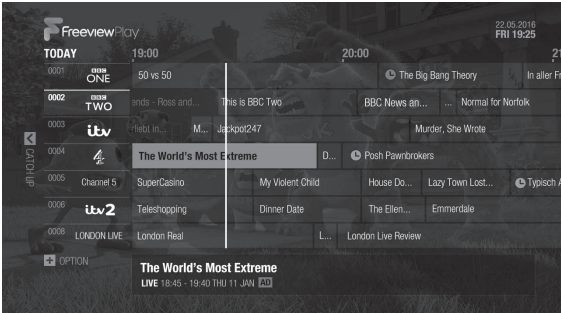 FreeviewPlay
22.05.2016
FRI 19:25
TODAY 19:00 20:00 21
0001 BBC ONE 50 vs 50 The Big Bang Theory In aller Fr
0002 BBC TWO ends - Ross and... This is BBC Two BBC News an... ... Normal for Norfolk
0003 itv rliebt in... M... Jackpot247 Murder, She Wrote
0004 4 The World's Most Extreme D... Posh Pawnbrokers
0005 Channel 5 SuperCasino My Violent Child House Do... Lazy Town Lost... Typisch A
0006 itv2 Teleshopping Dinner Date The Ellen... Emmerdale
0008 LONDON LIVE London Real L... London Live Review
CATCH UP
+ OPTION
The World's Most Extreme
LIVE 18:45 - 19:40 THU 11 JAN AD